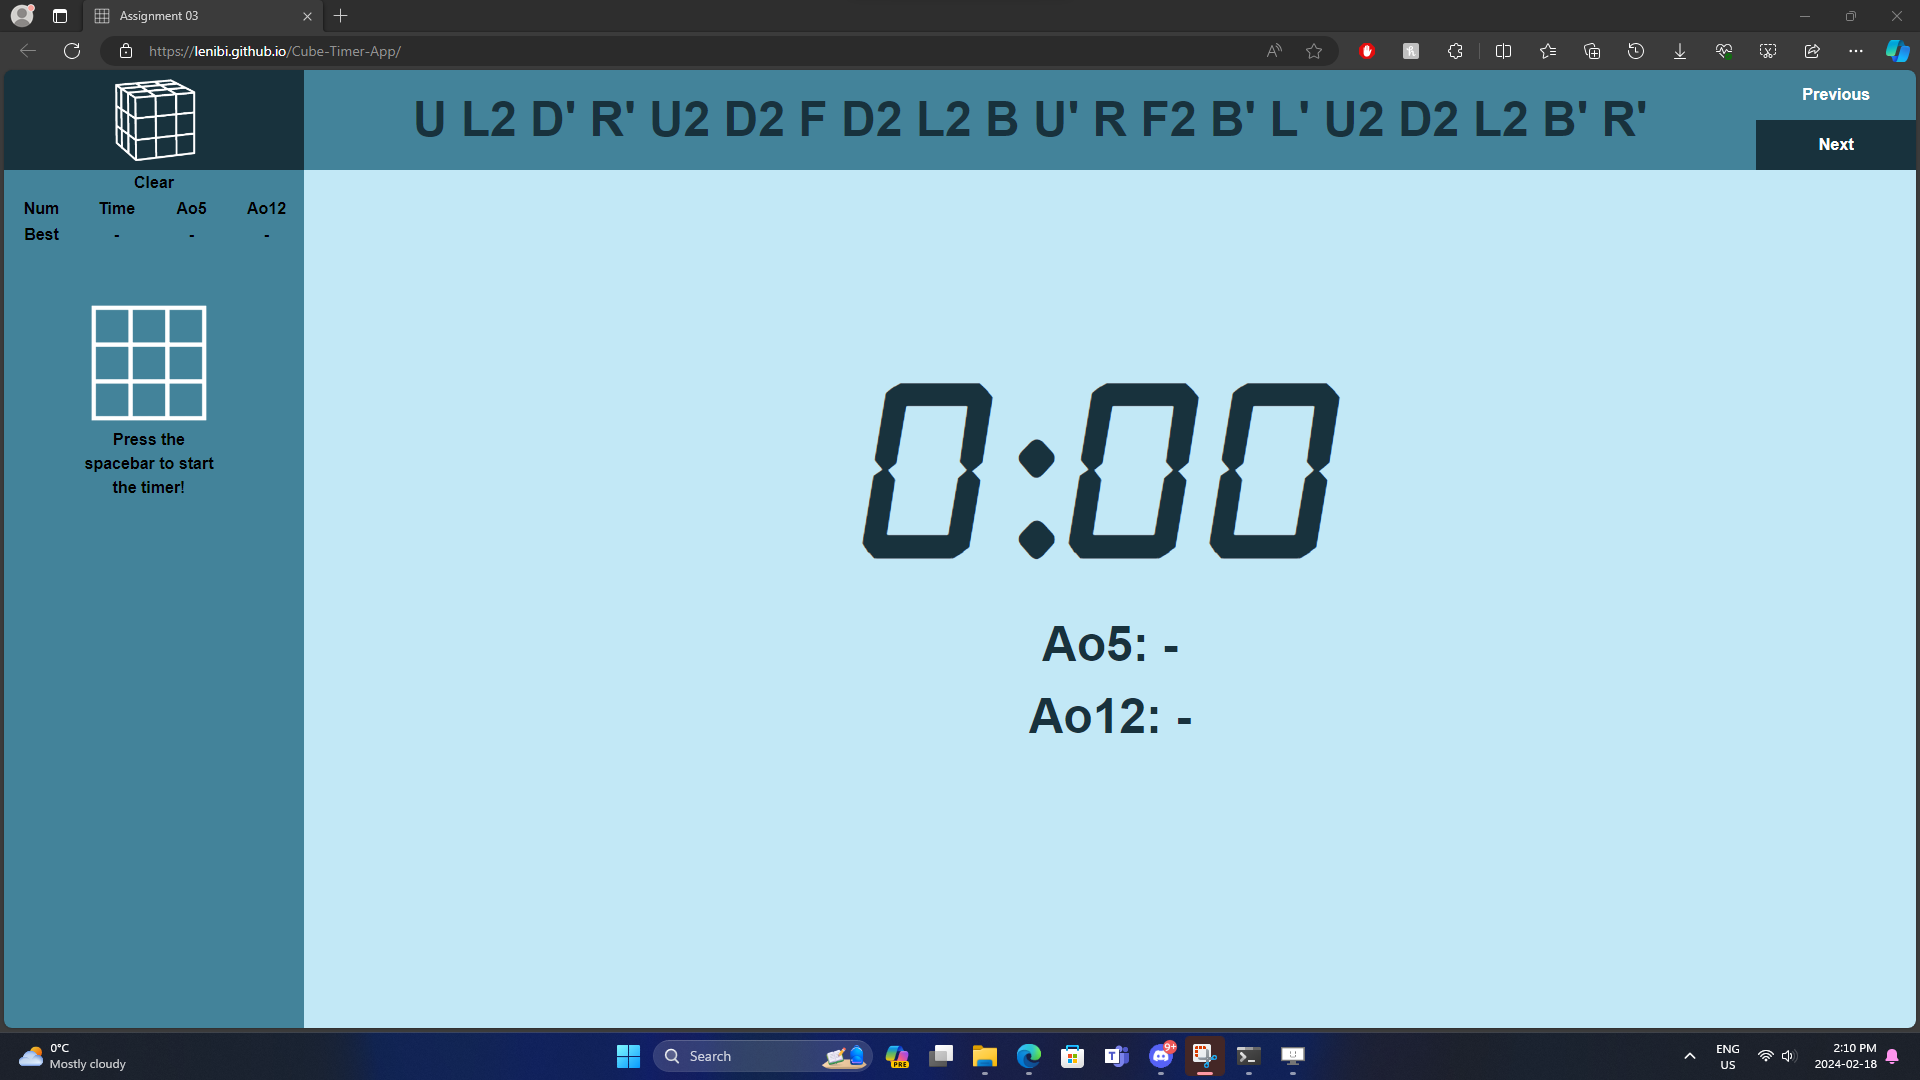 Assignment 03
https://lenibi.github.io/Cube-Timer-App/
U L2 D' R' U2 D2 F D2 L2 B U' R F2 B' L' U2 D2 L2 B' R'
Previous
Next
Clear
Num Time Ao5 Ao12
Best - - -
Press the
spacebar to start
the timer!
0:00
Ao5: -
Ao12: -
0°C
Mostly cloudy
Search
PRE
T
9+
ENG
US
2:10 PM
2024-02-18